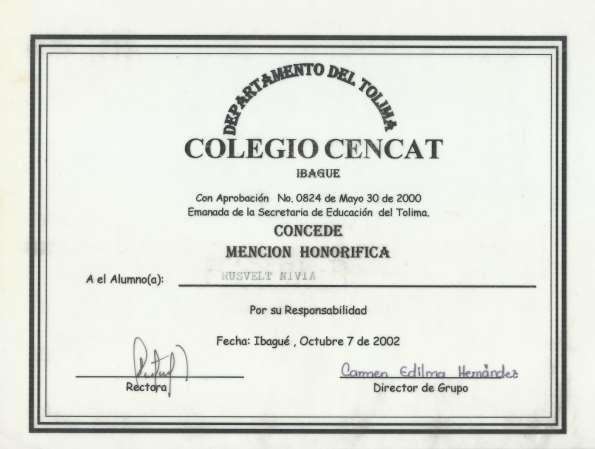 DEPARTAMENTO DEL TOLIMA
COLEGIO CENCAT
IBAGUE
Con Aprobación No. 0824 de Mayo 30 de 2000
Emanada de la Secretaria de Educación del Tolima.
CONCEDE
MENCION HONORIFICA
A el Alumno(a): RUSVELT NIVIA
Por su Responsabilidad
Fecha: Ibagué , Octubre 7 de 2002
Carmen Edilma Hernández
Rectora Director de Grupo